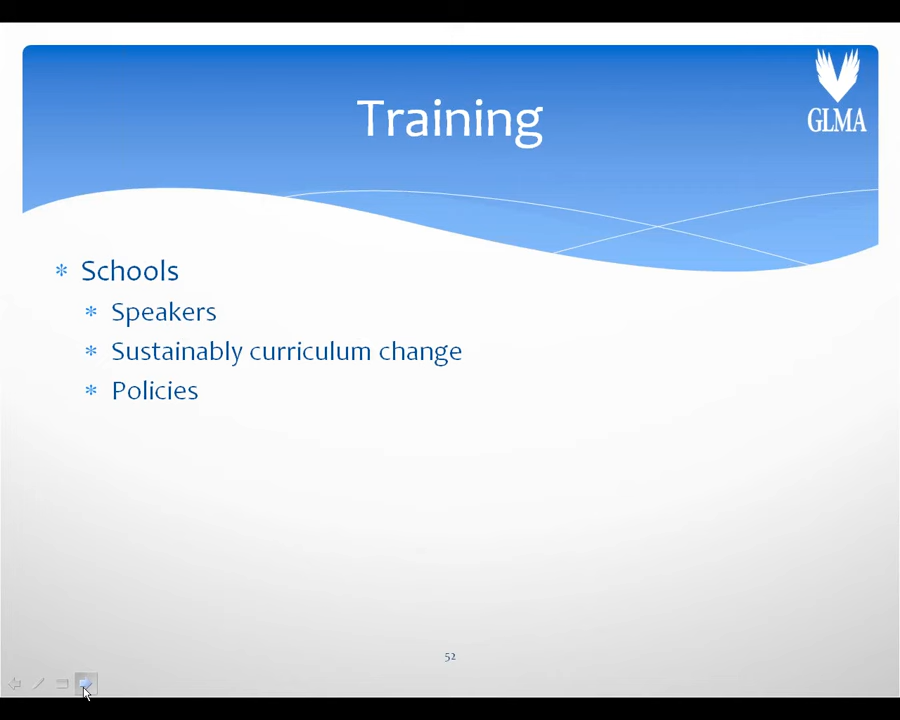 Training
GLMA
* Schools
* Speakers
* Sustainably curriculum change
* Policies
52